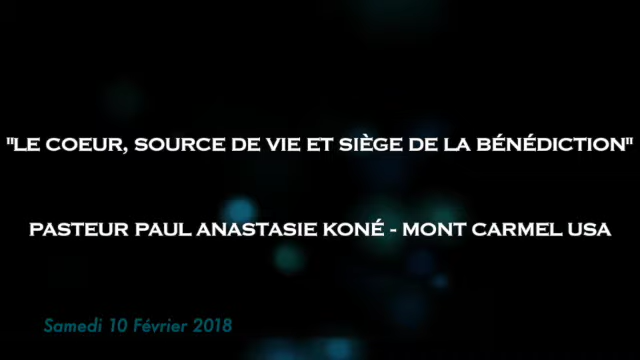 "LE COEUR, SOURCE DE VIE ET SIÈGE DE LA BÉNÉDICTION"
PASTEUR PAUL ANASTASIE KONÉ - MONT CARMEL USA
Samedi 10 Février 2018